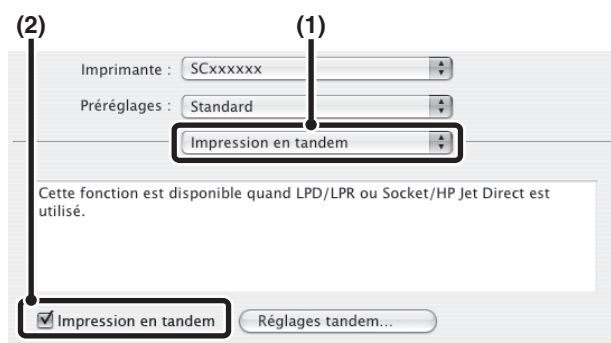 (2) (1)
Imprimante : SCxxxxxx
Préréglages : Standard
Impression en tandem
Cette fonction est disponible quand LPD/LPR ou Socket/HP Jet Direct est
utilisé.
Impression en tandem Réglages tandem...